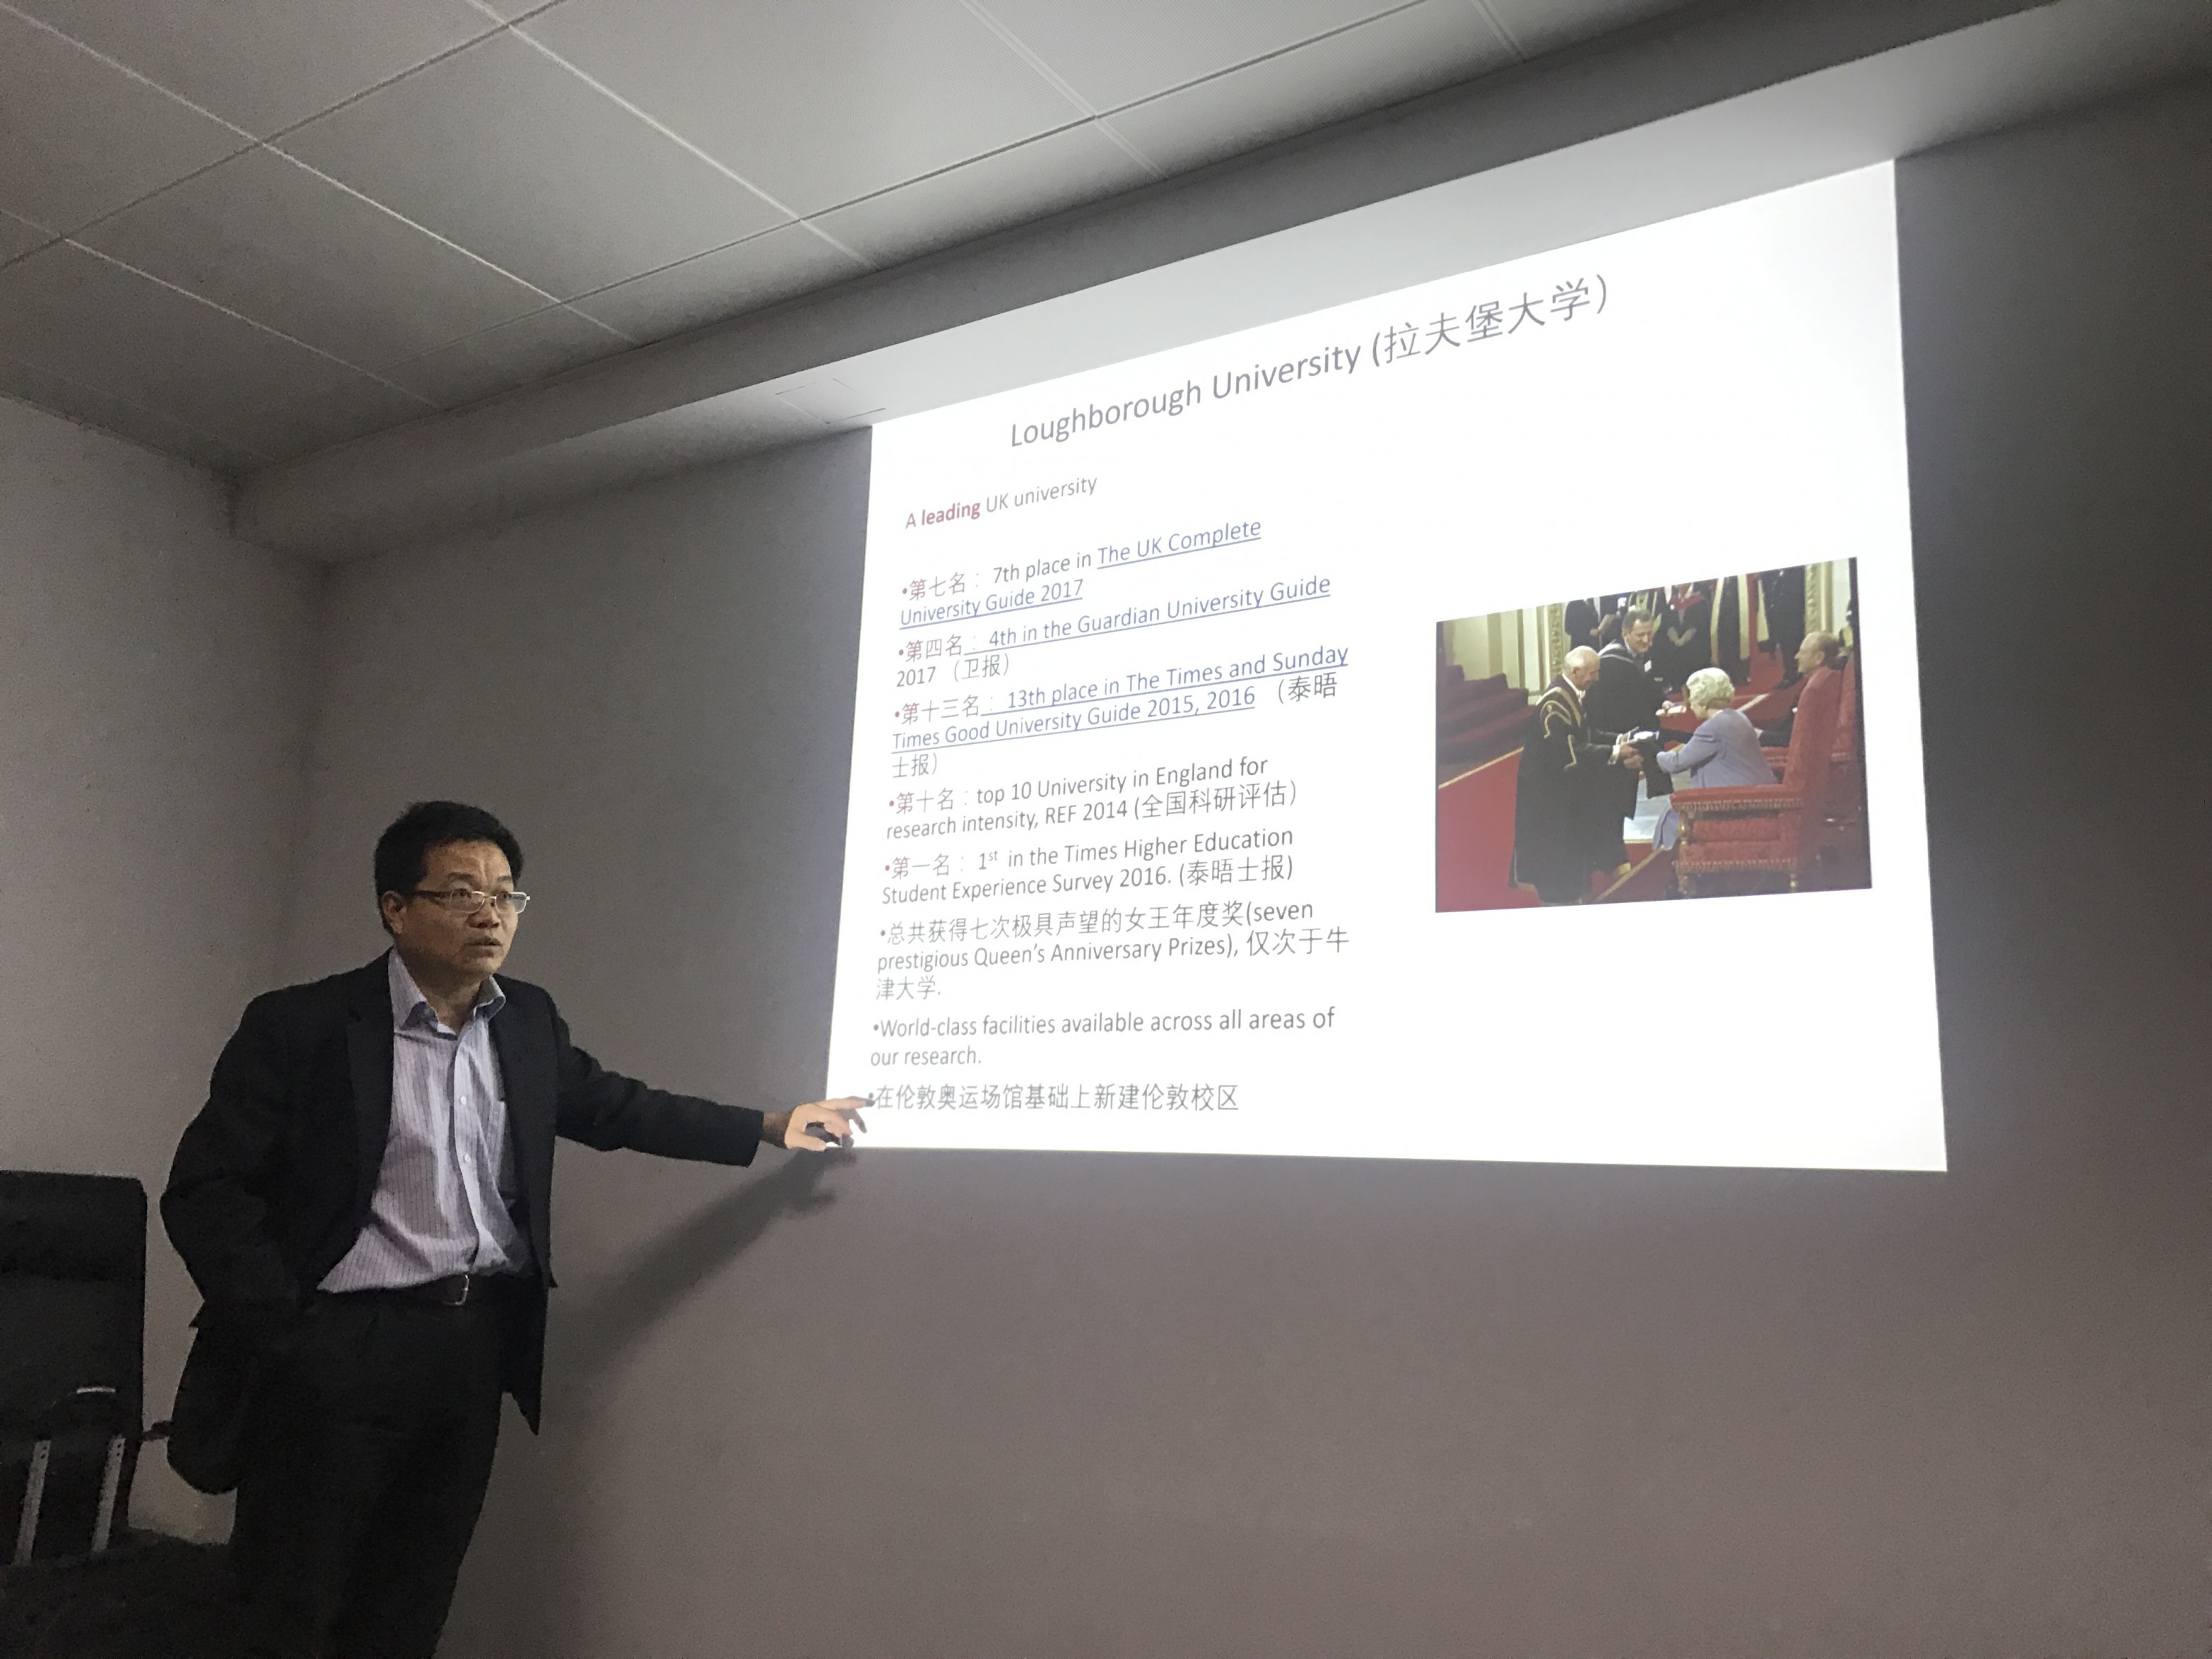 Loughborough University (拉夫堡大学)
A leading UK university
•第七名： 7th place in The UK Complete
University Guide 2017
•第四名： 4th in the Guardian University Guide
2017 （卫报）
•第十三名： 13th place in The Times and Sunday
Times Good University Guide 2015, 2016 （泰晤
士报）
•第十名：top 10 University in England for
research intensity, REF 2014 (全国科研评估）
•第一名： 1st in the Times Higher Education
Student Experience Survey 2016. (泰晤士报)
•总共获得七次极具声望的女王年度奖(seven
prestigious Queen's Anniversary Prizes), 仅次于牛
津大学.
•World-class facilities available across all areas of
our research.
•在伦敦奥运场馆基础上新建伦敦校区